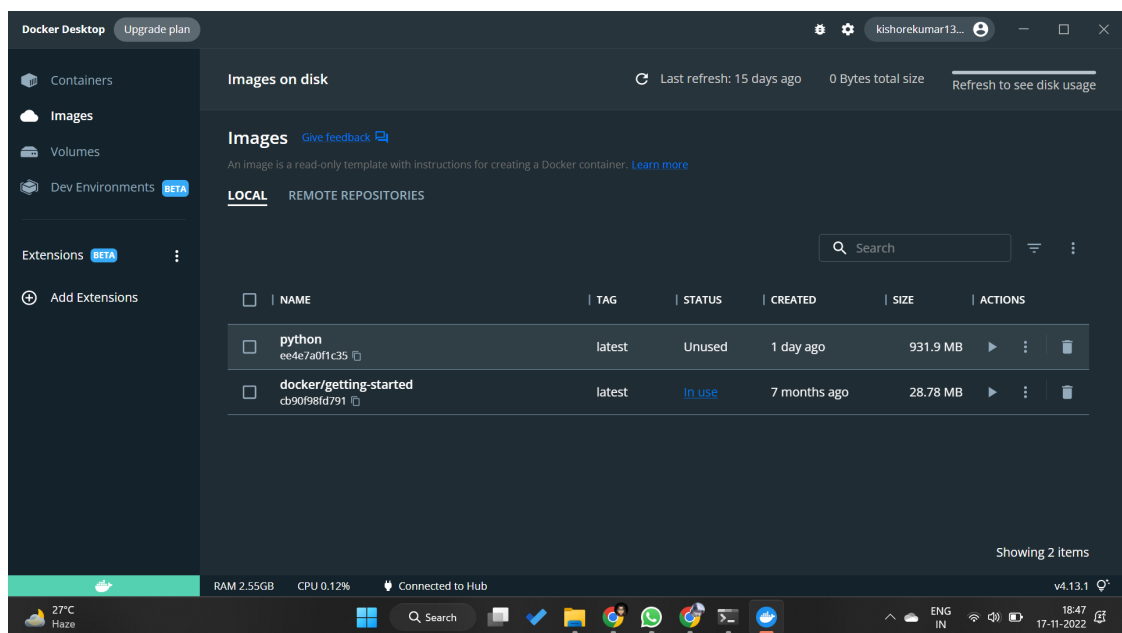 Docker Desktop Upgrade plan kishorekumar13...
Containers
Images
Volumes
Dev Environments BETA
Extensions BETA
Add Extensions
Images on disk Last refresh: 15 days ago 0 Bytes total size Refresh to see disk usage
Images Give feedback
An image is a read-only template with instructions for creating a Docker container. Learn more
LOCAL REMOTE REPOSITORIES
Search
NAME TAG STATUS CREATED SIZE ACTIONS
python latest Unused 1 day ago 931.9 MB
ee4e7a0f1c35
docker/getting-started latest In use 7 months ago 28.78 MB
cb90f98fd791
Showing 2 items
RAM 2.55GB CPU 0.12% Connected to Hub v4.13.1
27°C
Haze
Search
ENG
IN
18:47
17-11-2022